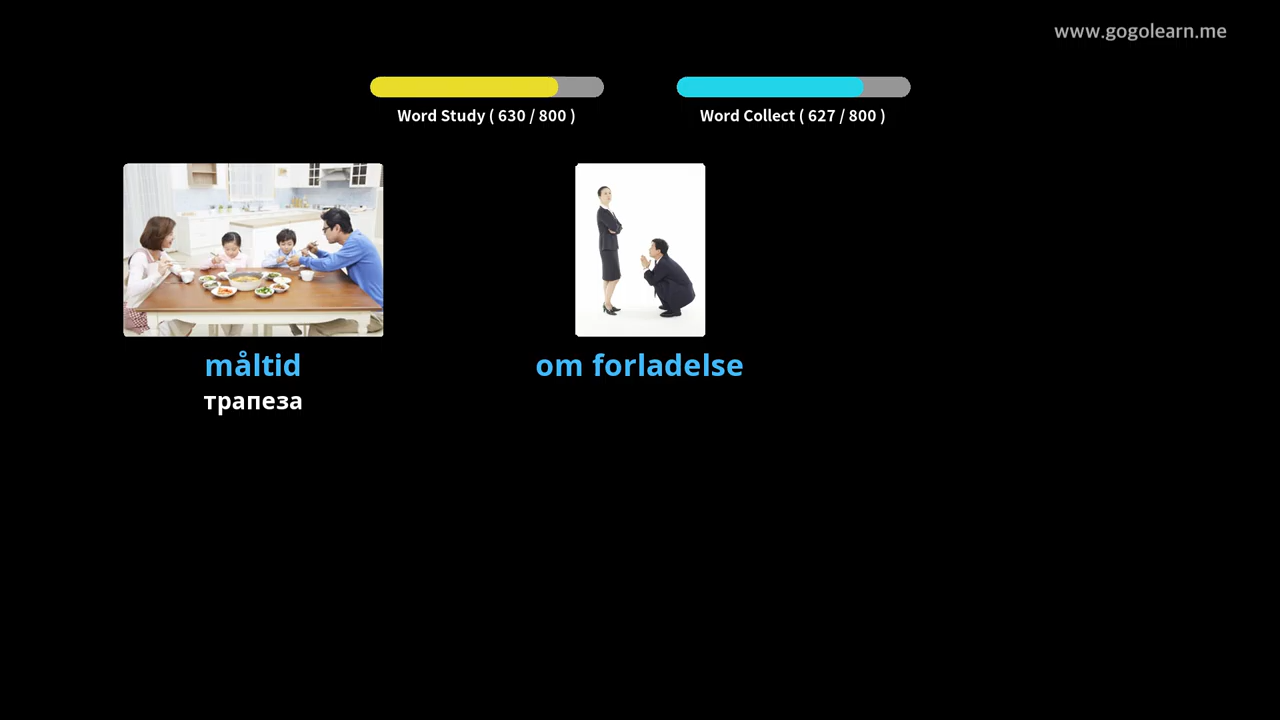 www.gogolearn.me
Word Study ( 630 / 800 )
Word Collect ( 627 / 800 )
måltid
трапеза
om forladelse